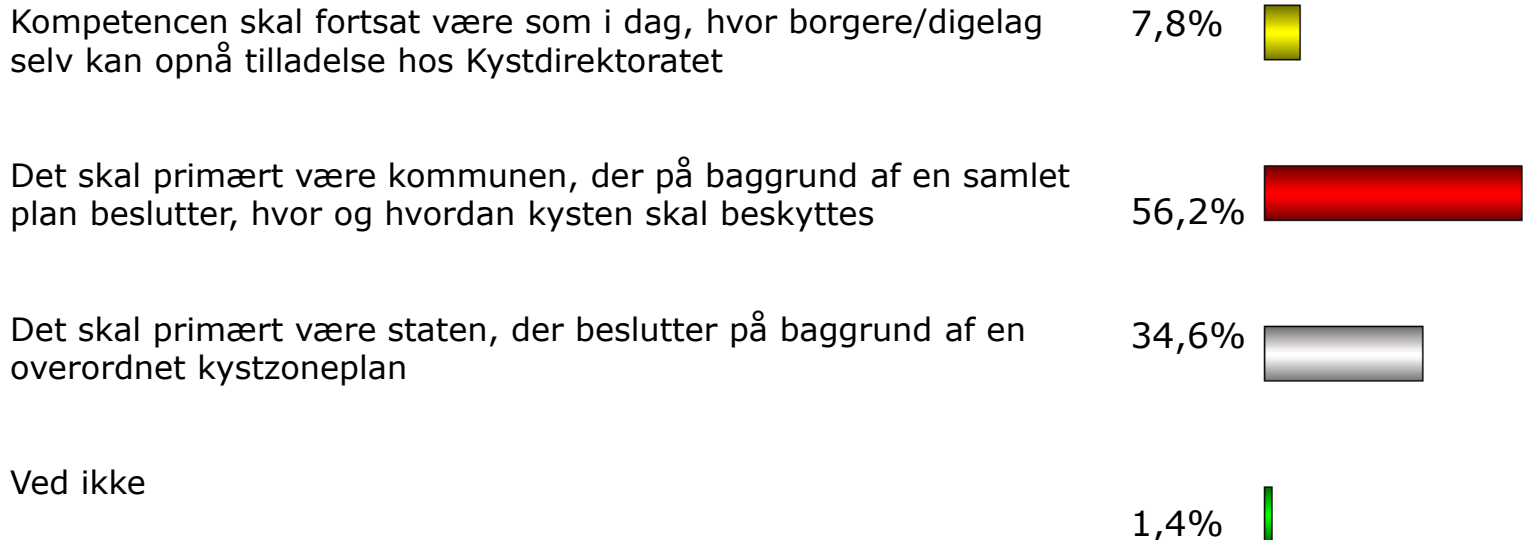 Kompetencen skal fortsat være som i dag, hvor borgere/digelag 7,8%
selv kan opnå tilladelse hos Kystdirektoratet
Det skal primært være kommunen, der på baggrund af en samlet
plan beslutter, hvor og hvordan kysten skal beskyttes 56,2%
Det skal primært være staten, der beslutter på baggrund af en 34,6%
overordnet kystzoneplan
Ved ikke
1,4%